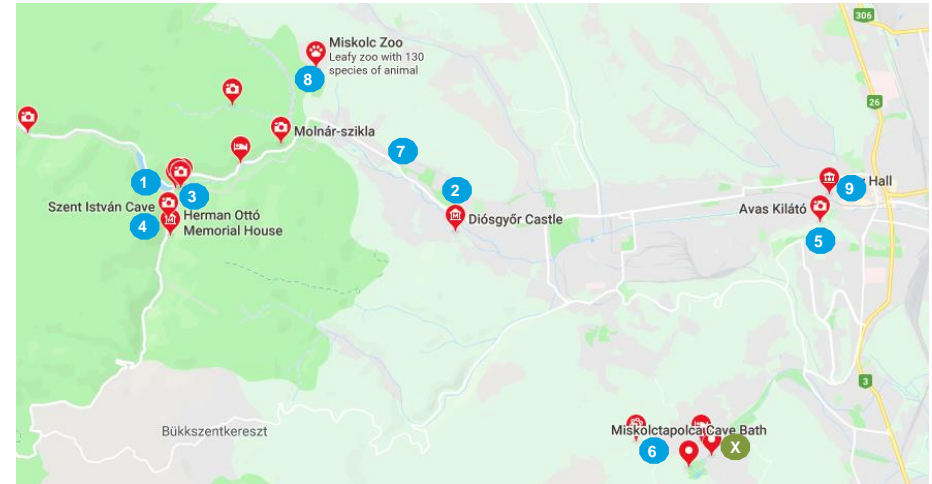 306
Miskolc Zoo
Leafy zoo with 130
species of animal
8
26
Molnár-szikla
7
1
3
2
9
Hall
Szent István Cave
Herman Ottó
Memorial House
4
Diósgyőr Castle
Avas Kilátó
5
3
Bükkszentkereszt
Miskolctapolca Cave Bath
6
X